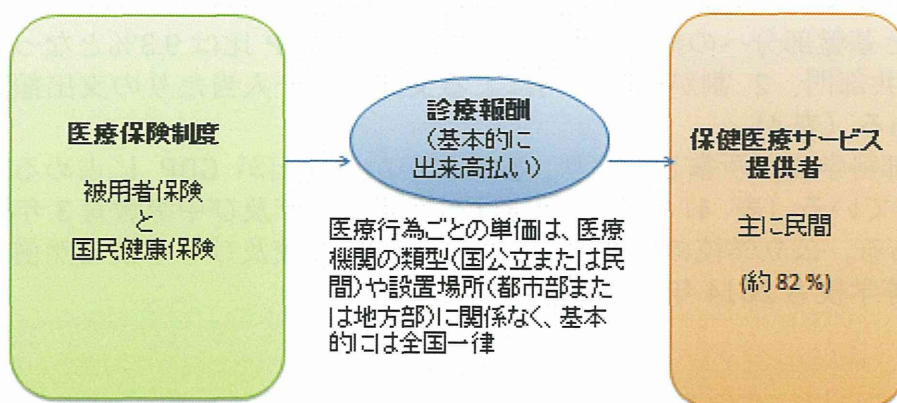 医療保険制度
被用者保険
と
国民健康保険
診療報酬
(基本的に
出来高払い)
医療行為ごとの単価は、医療
機関の類型(国公立または民
間)や設置場所(都市部また
は地方部)に関係なく、基本
的には全国一律
保健医療サービス
提供者
主に民間
(約 82 %)